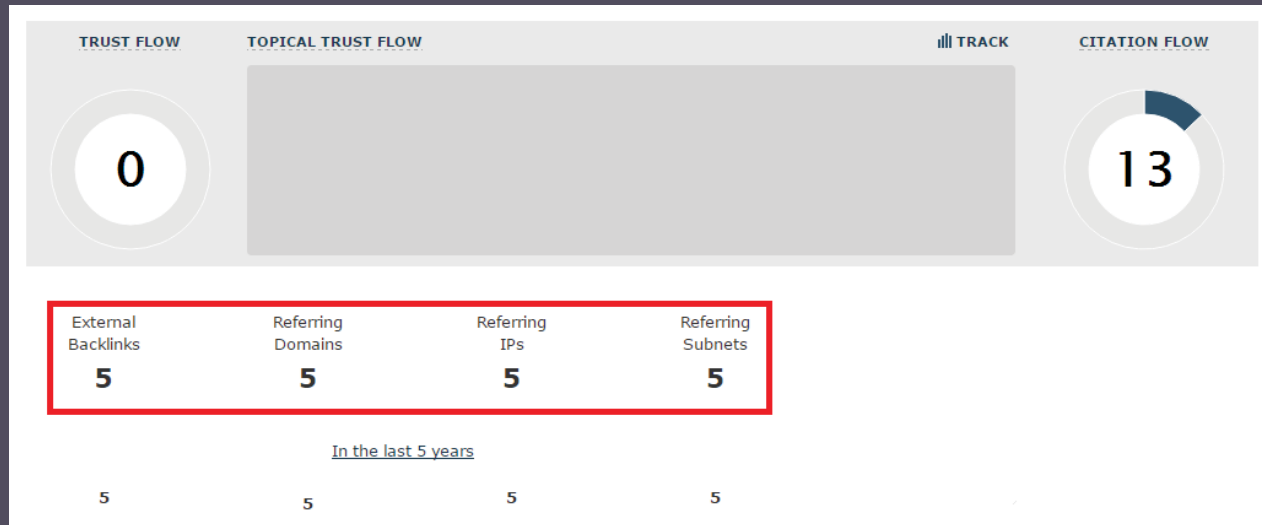 TRUST FLOW TOPICAL TRUST FLOW TRACK CITATION FLOW
0 13
External Referring Referring Referring
Backlinks Domains IPs Subnets
5 5 5 5
In the last 5 years
5 5 5 5